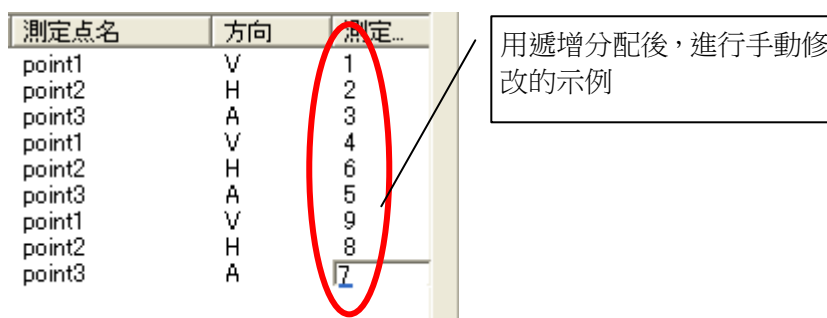 測定点名 方向 測定...
point1 V 1
point2 H 2
point3 A 3
point1 V 4
point2 H 6
point3 A 5
point1 V 9
point2 H 8
point3 A 7
用遞增分配後，進行手動修
改的示例